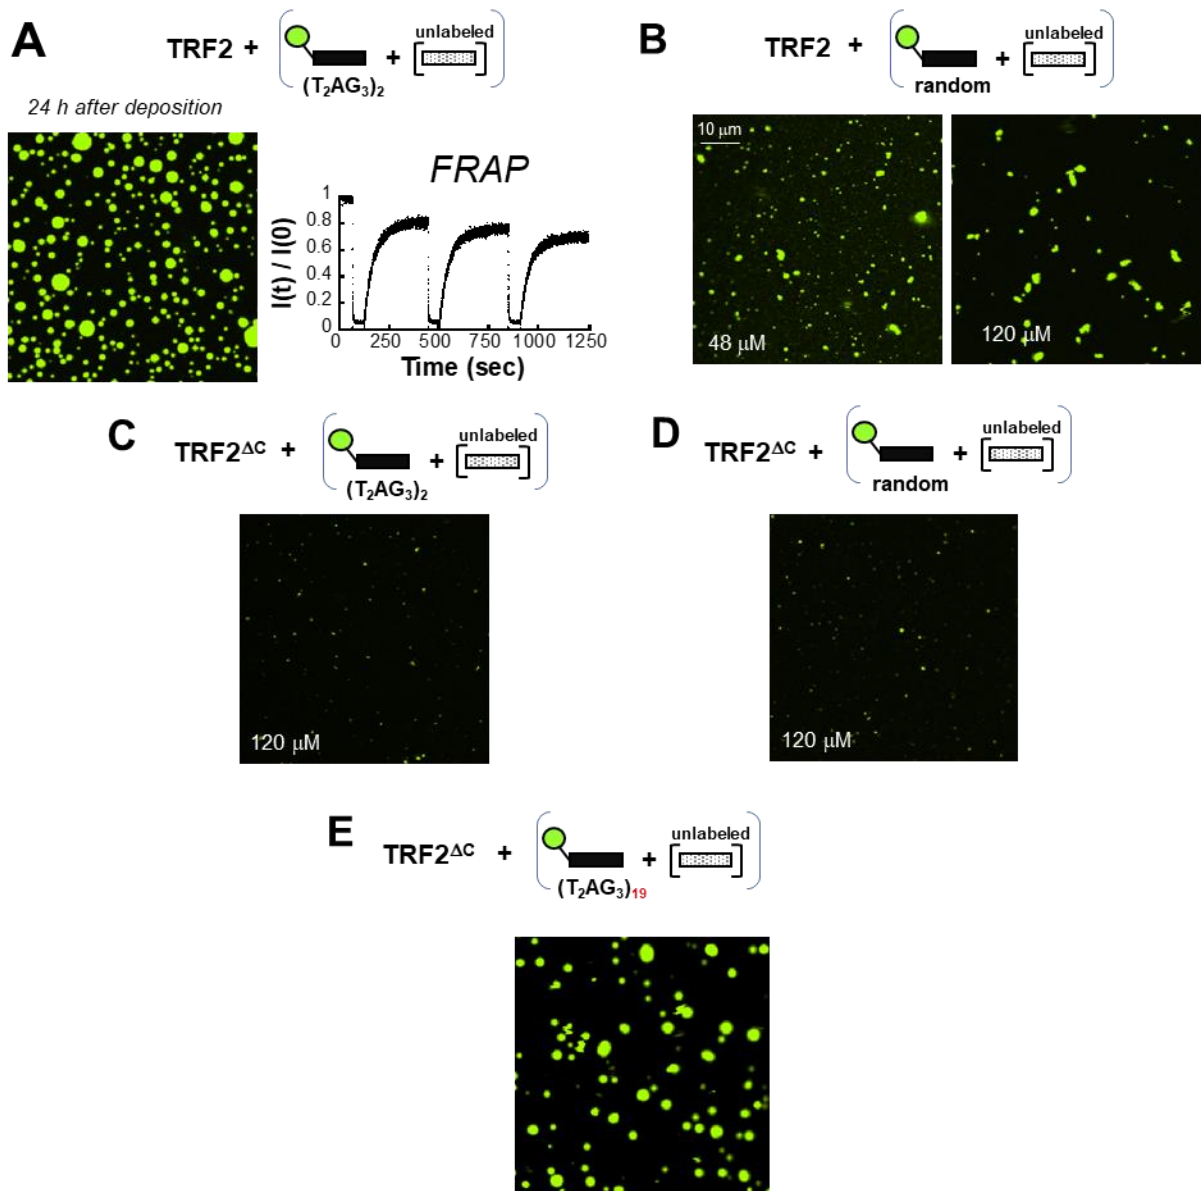 A
TRF2 + + unlabeled
(T₂AG₃)₂
24 h after deposition
FRAP
I(t) / I(0)
1
0.8
0.6
0.4
0.2
0
0 250 500 750 1000 1250
Time (sec)
B
TRF2 + + unlabeled
random
10 μm
48 μM
120 μM
C
TRF2ΔC + + unlabeled
(T₂AG₃)₂
120 μM
D
TRF2ΔC + + unlabeled
random
120 μM
E
TRF2ΔC + + unlabeled
(T₂AG₃)₁₉